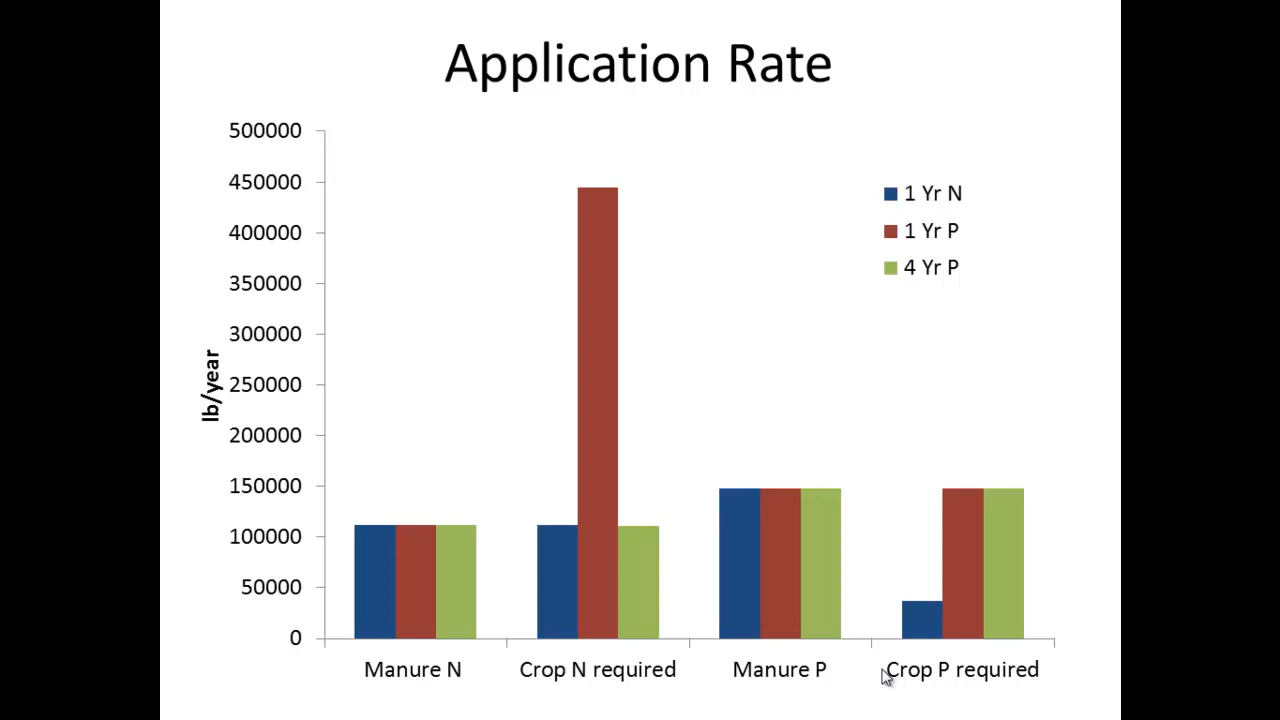 Application Rate
500000
450000
400000
350000
300000
250000
200000
150000
100000
50000
0
lb/year
1 Yr N
1 Yr P
4 Yr P
Manure N
Crop N required
Manure P
Crop P required